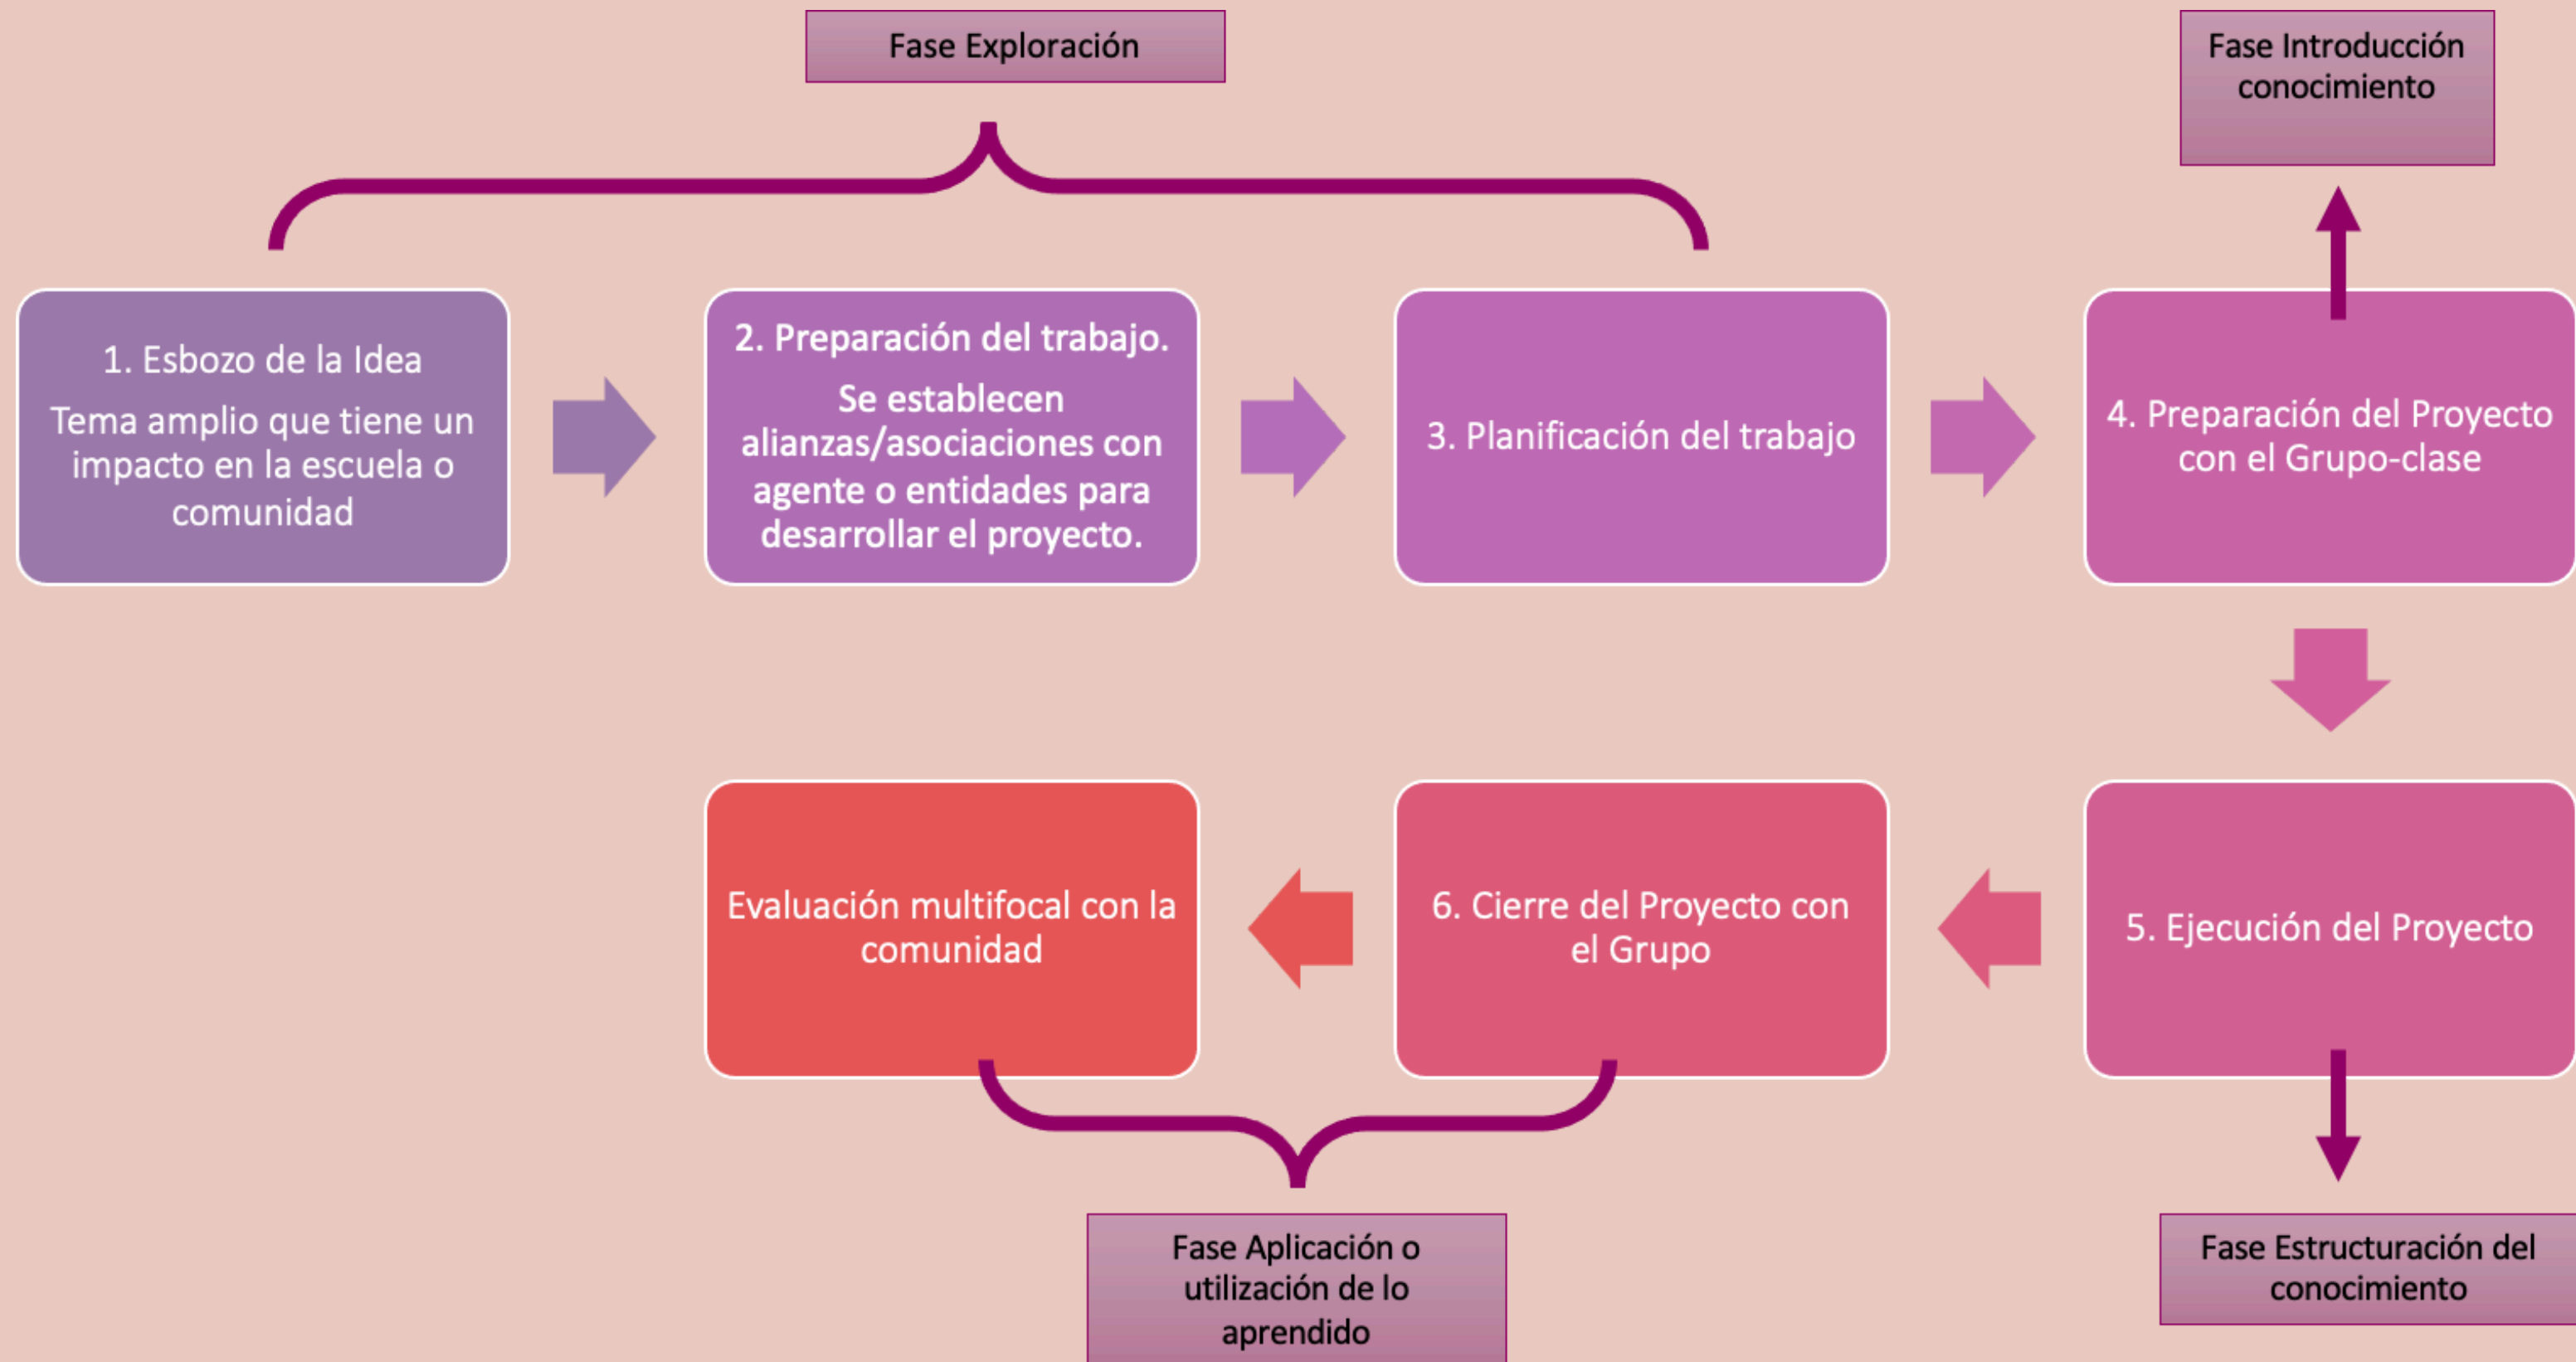 Fase Exploración
Fase Introducción
conocimiento
1. Esbozo de la Idea
Tema amplio que tiene un
impacto en la escuela o
comunidad
2. Preparación del trabajo.
Se establecen
alianzas/asociaciones con
agente o entidades para
desarrollar el proyecto.
3. Planificación del trabajo
4. Preparación del Proyecto
con el Grupo-clase
5. Ejecución del Proyecto
6. Cierre del Proyecto con
el Grupo
Evaluación multifocal con la
comunidad
Fase Aplicación o
utilización de lo
aprendido
Fase Estructuración del
conocimiento